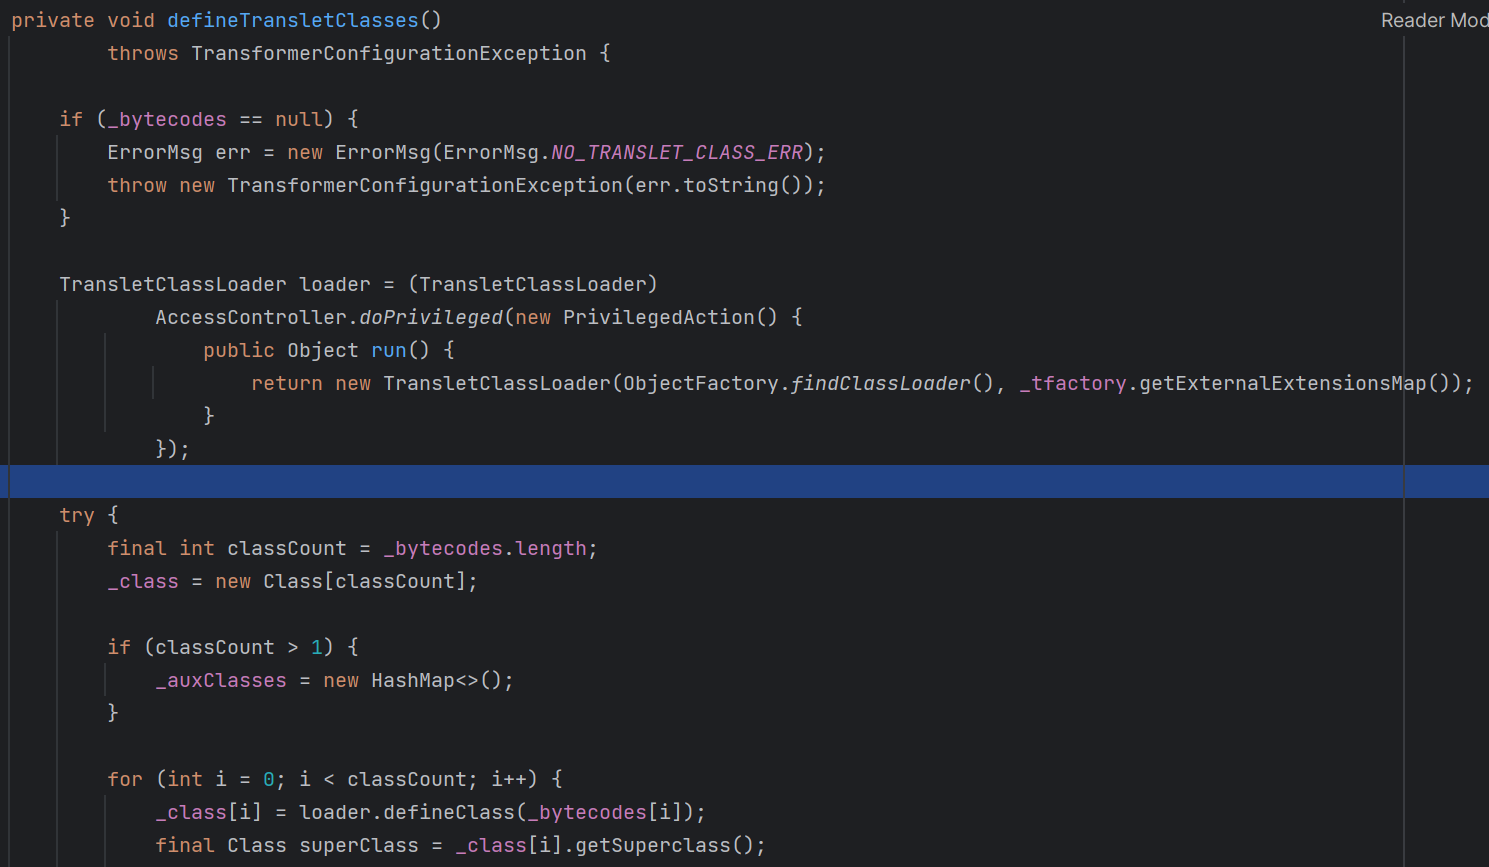 private void defineTransletClasses()
Reader Mod
        throws TransformerConfigurationException {

    if (_bytecodes == null) {
        ErrorMsg err = new ErrorMsg(ErrorMsg.NO_TRANSLET_CLASS_ERR);
        throw new TransformerConfigurationException(err.toString());
    }

    TransletClassLoader loader = (TransletClassLoader)
            AccessController.doPrivileged(new PrivilegedAction() {
                public Object run() {
                    return new TransletClassLoader(ObjectFactory.findClassLoader(), _tfactory.getExternalExtensionsMap());
                }
            });

    try {
        final int classCount = _bytecodes.length;
        _class = new Class[classCount];

        if (classCount > 1) {
            _auxClasses = new HashMap<>();
        }

        for (int i = 0; i < classCount; i++) {
            _class[i] = loader.defineClass(_bytecodes[i]);
            final Class superClass = _class[i].getSuperclass();